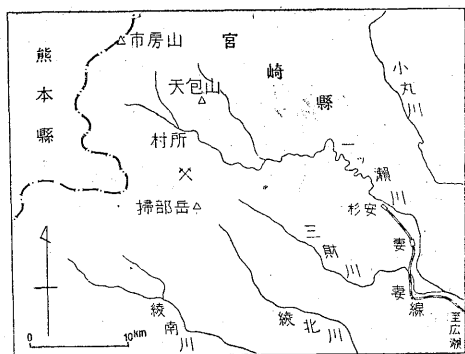 市房山
宮崎縣
熊本縣
天包山
小丸川
村所
一ッ瀬川
掃部岳
杉安
三財川
妻
妻線
至広瀬
綾南川
綾北川
0 10km